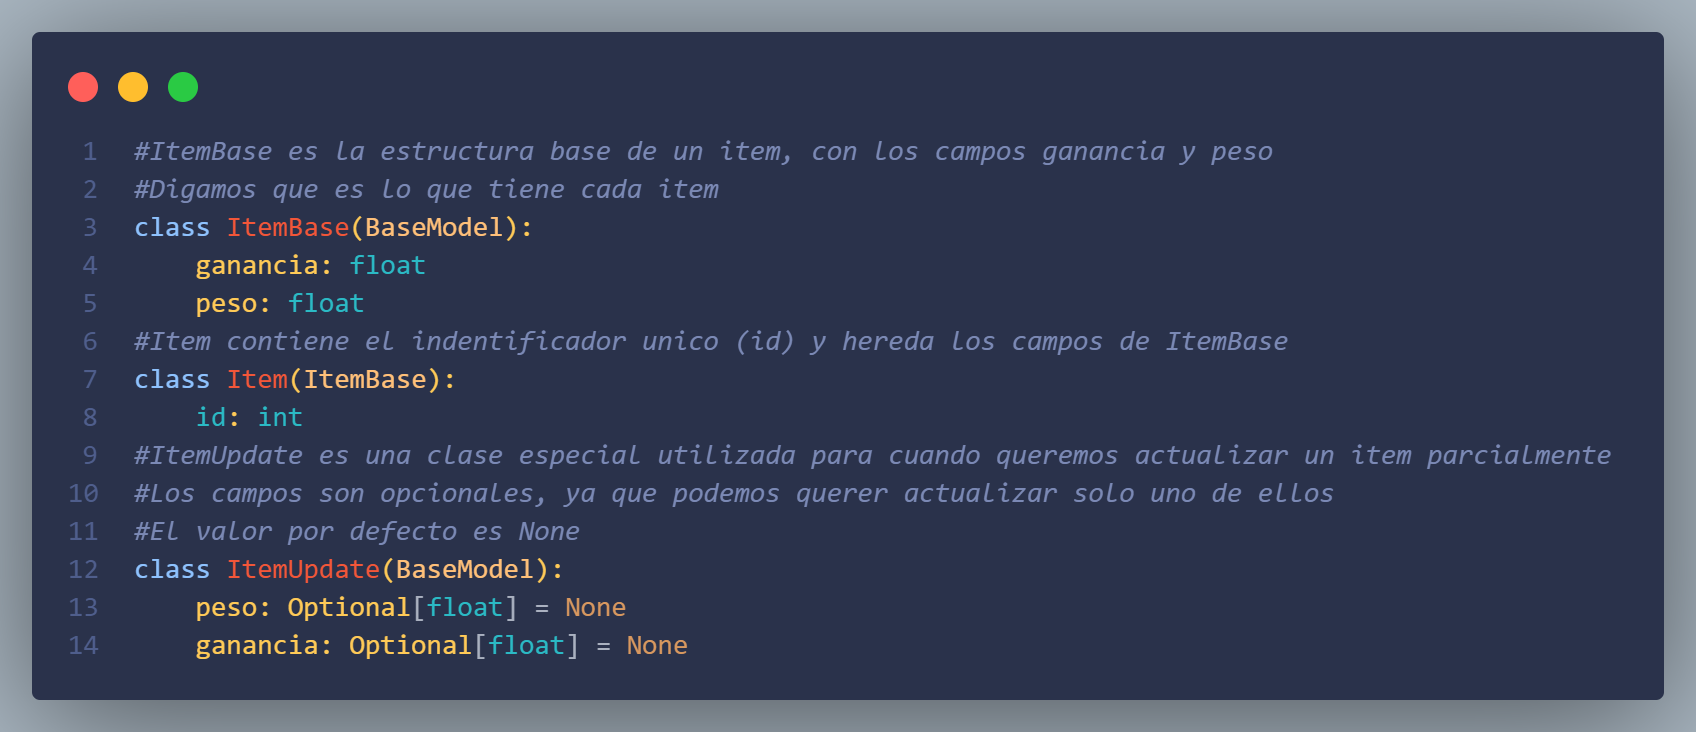 1 #ItemBase es la estructura base de un item, con los campos ganancia y peso
2 #Digamos que es lo que tiene cada item
3 class ItemBase(BaseModel):
4     ganancia: float
5     peso: float
6 #Item contiene el indentificador unico (id) y hereda los campos de ItemBase
7 class Item(ItemBase):
8     id: int
9 #ItemUpdate es una clase especial utilizada para cuando queremos actualizar un item parcialmente
10 #Los campos son opcionales, ya que podemos querer actualizar solo uno de ellos
11 #El valor por defecto es None
12 class ItemUpdate(BaseModel):
13     peso: Optional[float] = None
14     ganancia: Optional[float] = None